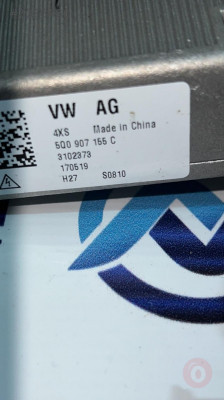 VW AG
4XS Made in China
5Q0 907 155 C
3102373
170519
H27 S0810